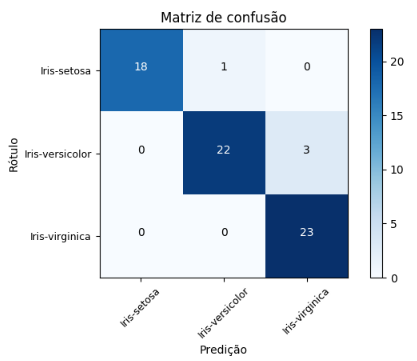 Matriz de confusão
Iris-setosa 18 1 0
Iris-versicolor 0 22 3
Iris-virginica 0 0 23
Rótulo
Iris-setosa Iris-versicolor Iris-virginica
Predição
20
15
10
5
0